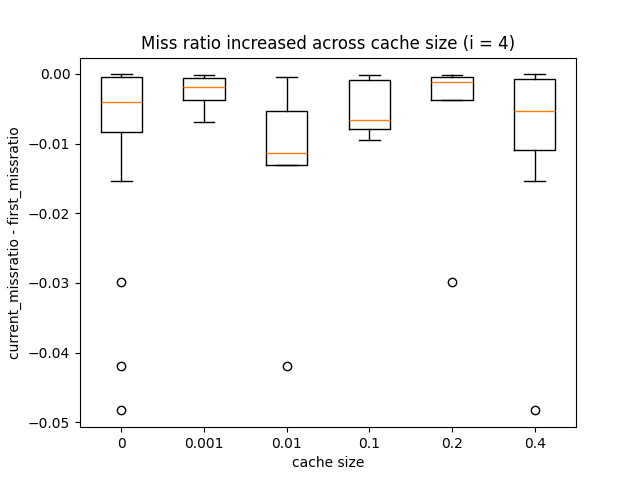 Miss ratio increased across cache size (i = 4)
current_missratio - first_missratio
0.00
−0.01
−0.02
−0.03
−0.04
−0.05
0 0.001 0.01 0.1 0.2 0.4
cache size